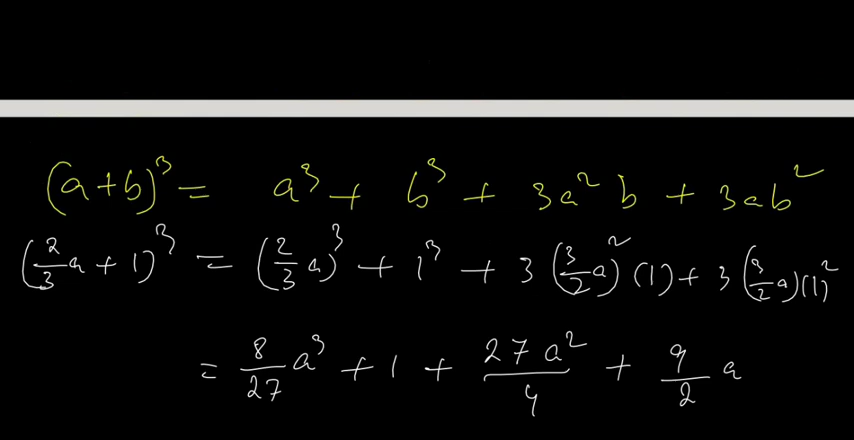 (a+b)³ = a³ + b³ + 3a²b + 3ab²
(2/3 a + 1)³ = (2/3 a)³ + 1³ + 3(3/2 a)²(1) + 3(3/2 a)(1)²
= 8/27 a³ + 1 + 27a²/4 + 9/2 a